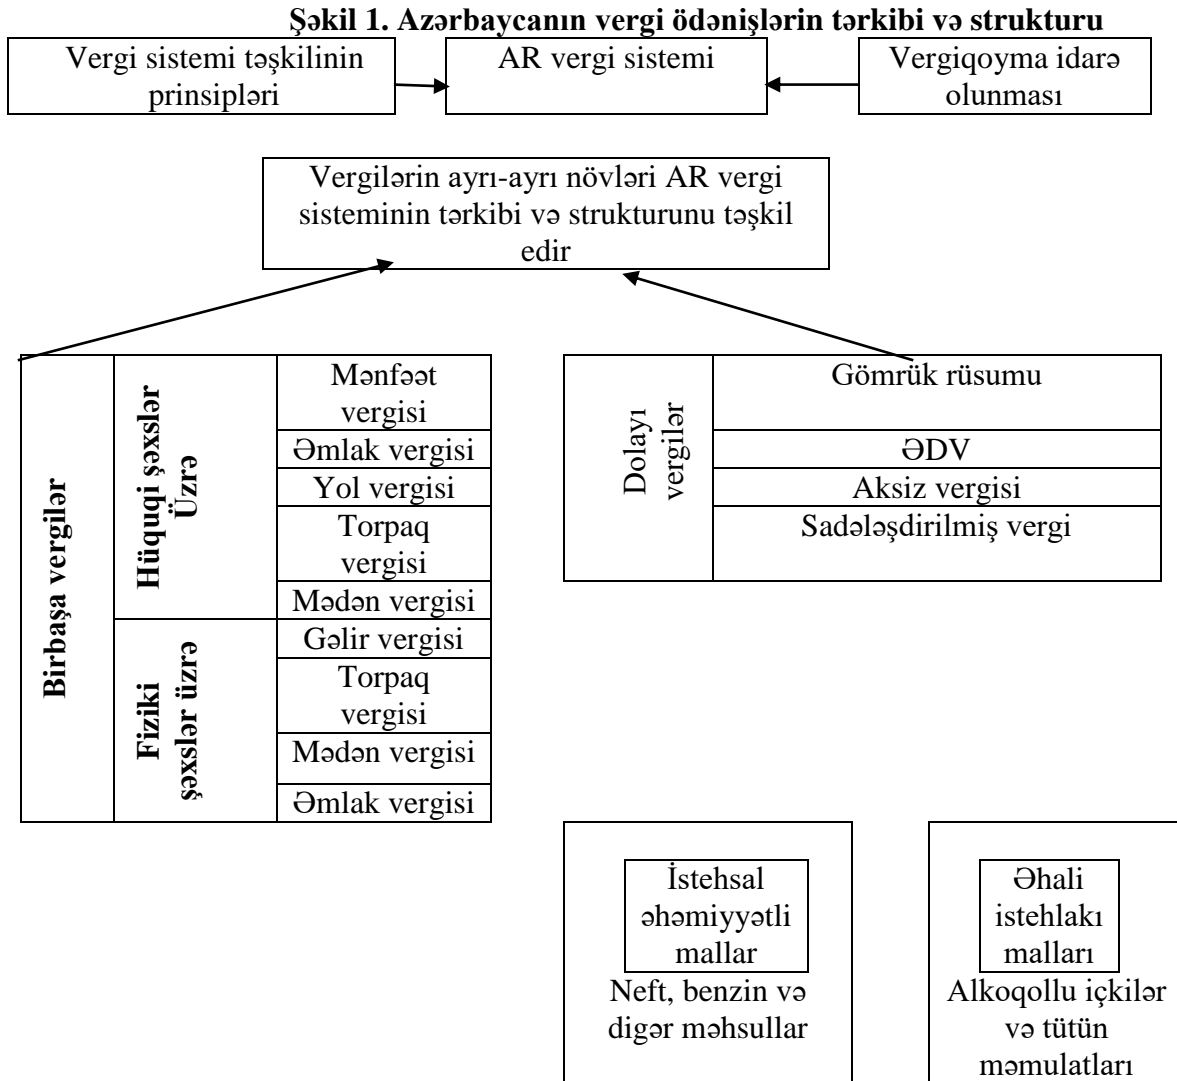 Şəkil 1. Azərbaycanın vergi ödənişlərin tərkibi və strukturu
Vergi sistemi təşkilinin
prinsipləri
AR vergi sistemi
Vergiqoyma idarə
olunması
Vergilərin ayrı-ayrı növləri AR vergi
sisteminin tərkibi və strukturunu təşkil
edir
Birbaşa vergilər
Hüquqi şəxslər
Üzrə
Mənfəət
vergisi
Əmlak vergisi
Yol vergisi
Torpaq
vergisi
Mədən vergisi
Fiziki
şəxslər üzrə
Gəlir vergisi
Torpaq
vergisi
Mədən vergisi
Əmlak vergisi
Dolayı
vergilər
Gömrük rüsumu
ƏDV
Aksiz vergisi
Sadələşdirilmiş vergi
İstehsal
əhəmiyyətli
mallar
Neft, benzin və
digər məhsullar
Əhali
istehlakı
malları
Alkoqollu içkilər
və tütün
məmulatları